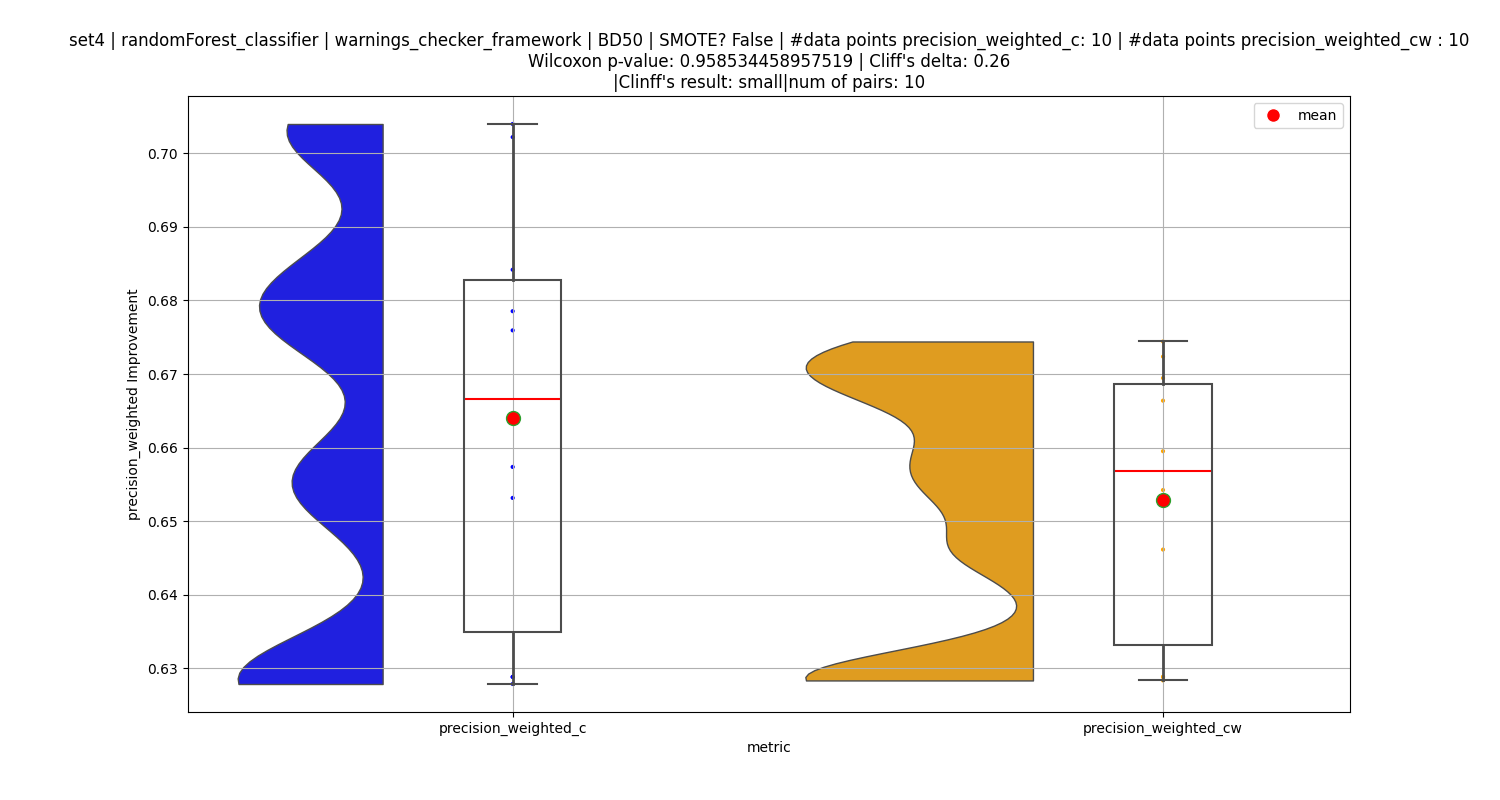 set4 | randomForest_classifier | warnings_checker_framework | BD50 | SMOTE? False | #data points precision_weighted_c: 10 | #data points precision_weighted_cw : 10
Wilcoxon p-value: 0.958534458957519 | Cliff's delta: 0.26
|Clinff's result: small|num of pairs: 10
mean
0.70
0.69
0.68
0.67
0.66
0.65
0.64
0.63
precision_weighted Improvement
precision_weighted_c
precision_weighted_cw
metric